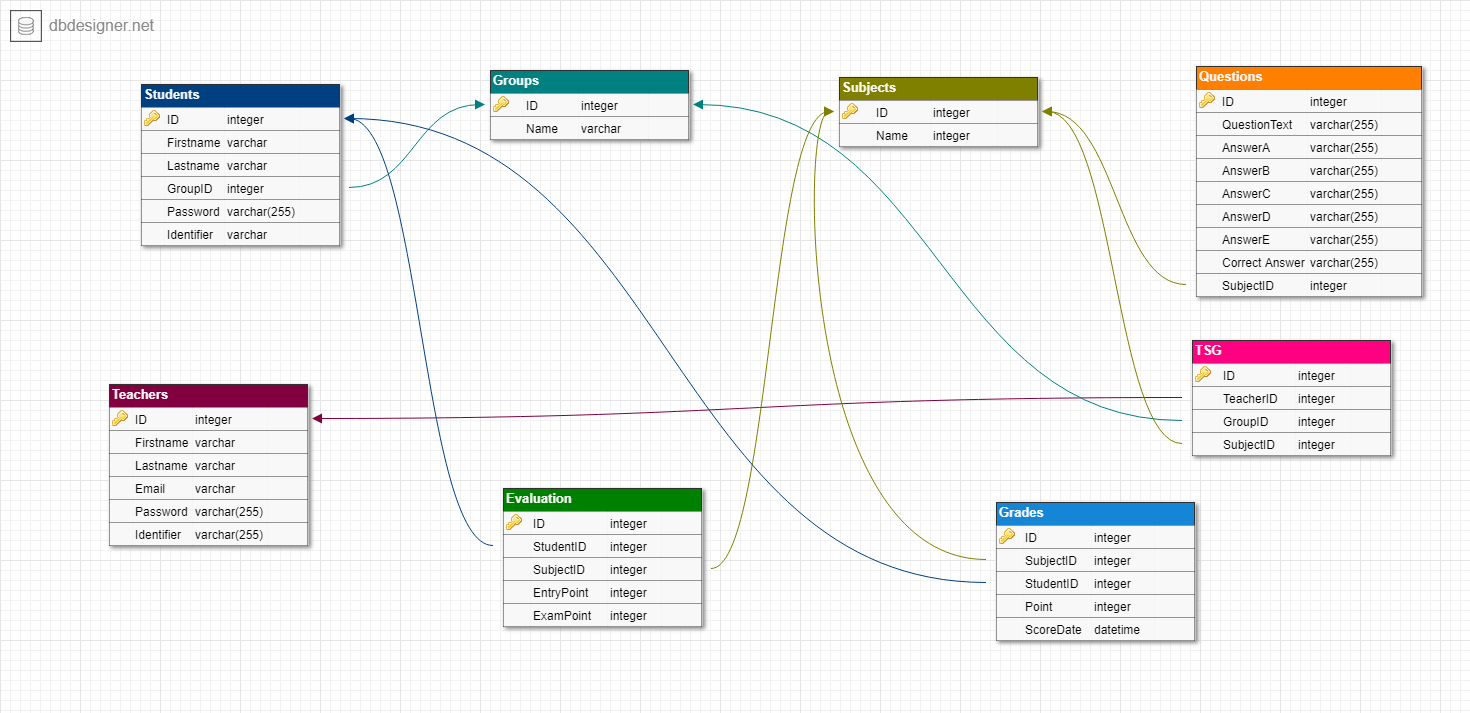 dbdesigner.net
Students
ID integer
Firstname varchar
Lastname varchar
GroupID integer
Password varchar(255)
Identifier varchar
Groups
ID integer
Name varchar
Subjects
ID integer
Name integer
Questions
ID integer
QuestionText varchar(255)
AnswerA varchar(255)
AnswerB varchar(255)
AnswerC varchar(255)
AnswerD varchar(255)
AnswerE varchar(255)
Correct Answer varchar(255)
SubjectID integer
TSG
ID integer
TeacherID integer
GroupID integer
SubjectID integer
Teachers
ID integer
Firstname varchar
Lastname varchar
Email varchar
Password varchar(255)
Identifier varchar(255)
Evaluation
ID integer
StudentID integer
SubjectID integer
EntryPoint integer
ExamPoint integer
Grades
ID integer
SubjectID integer
StudentID integer
Point integer
ScoreDate datetime